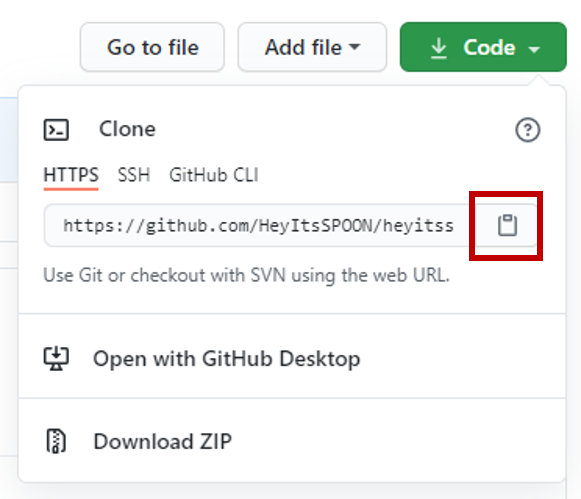 Go to file Add file Code
Clone
HTTPS SSH GitHub CLI
https://github.com/HeyItsSPOON/heyitss
Use Git or checkout with SVN using the web URL.
Open with GitHub Desktop
Download ZIP